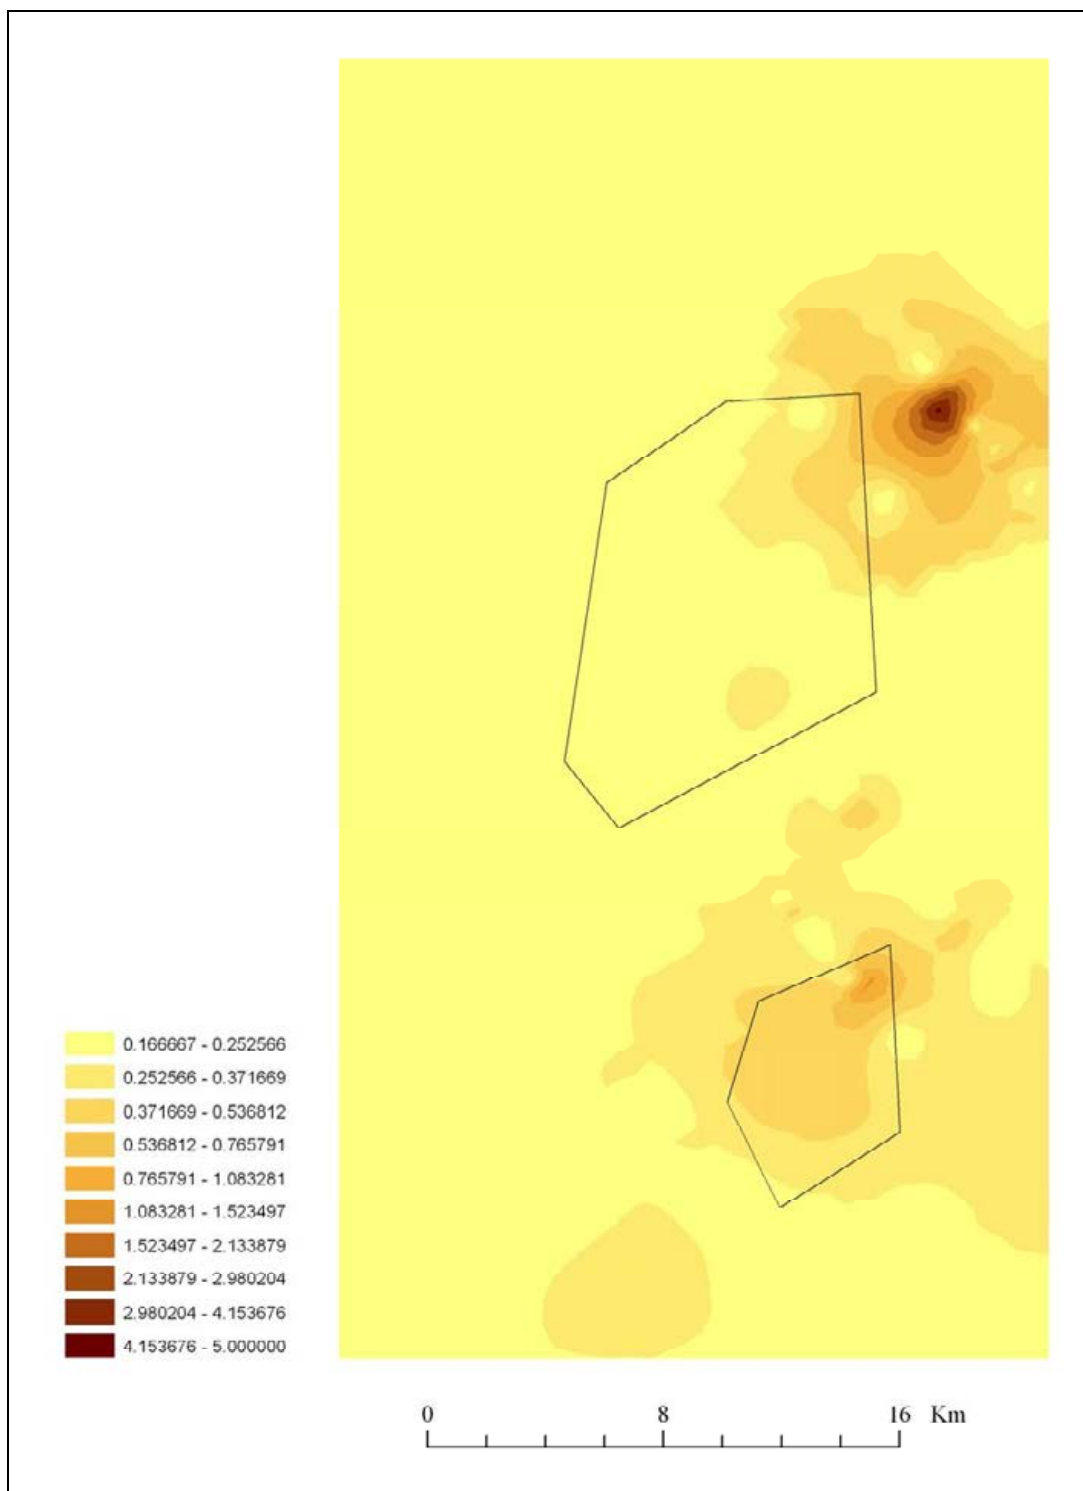 0.166667 - 0.252566
0.252566 - 0.371669
0.371669 - 0.536812
0.536812 - 0.765791
0.765791 - 1.083281
1.083281 - 1.523497
1.523497 - 2.133879
2.133879 - 2.980204
2.980204 - 4.153676
4.153676 - 5.000000
0 8 16 Km